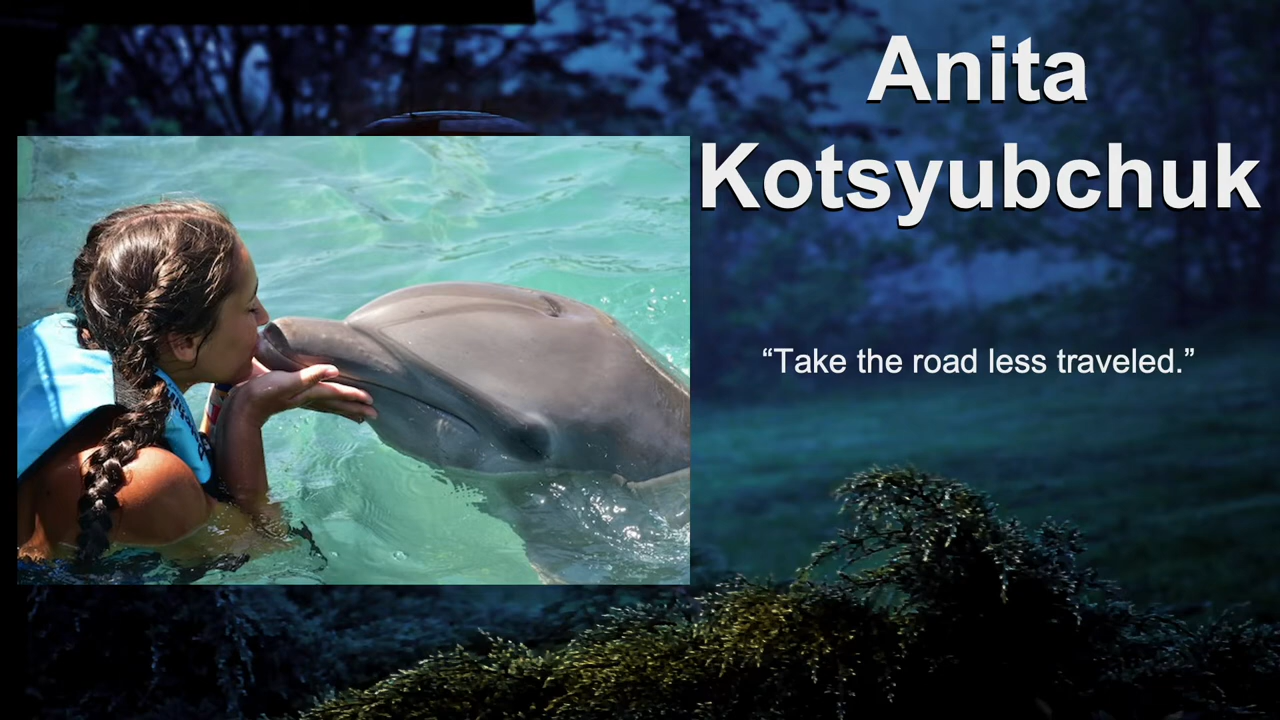 Anita
Kotsyubchuk
“Take the road less traveled.”